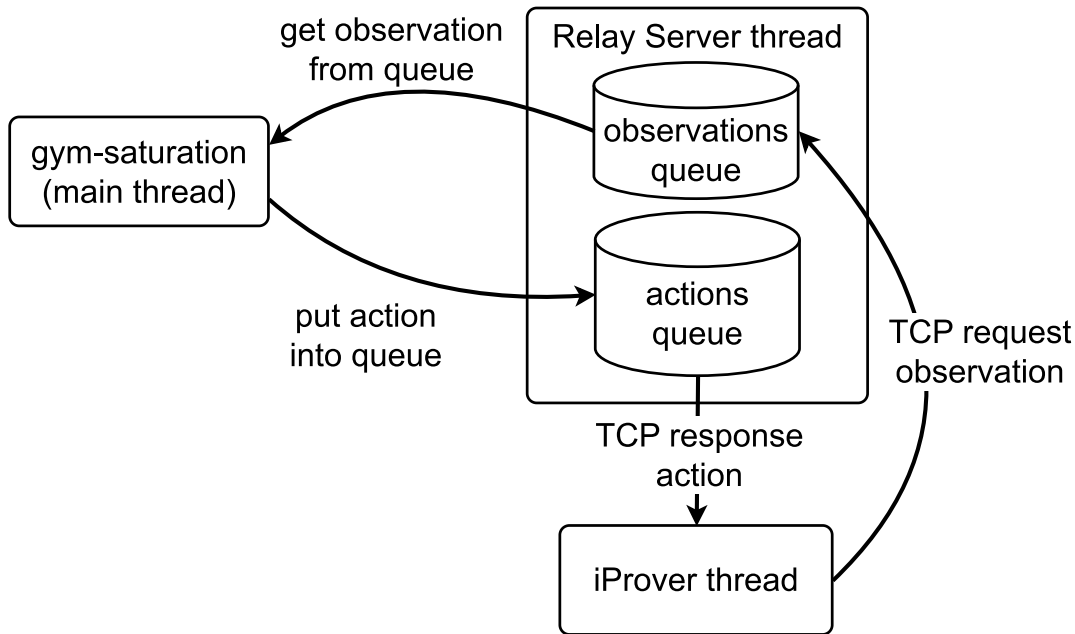 get observation
from queue
Relay Server thread
observations
queue
gym-saturation
(main thread)
actions
queue
put action
into queue
TCP request
observation
TCP response
action
iProver thread